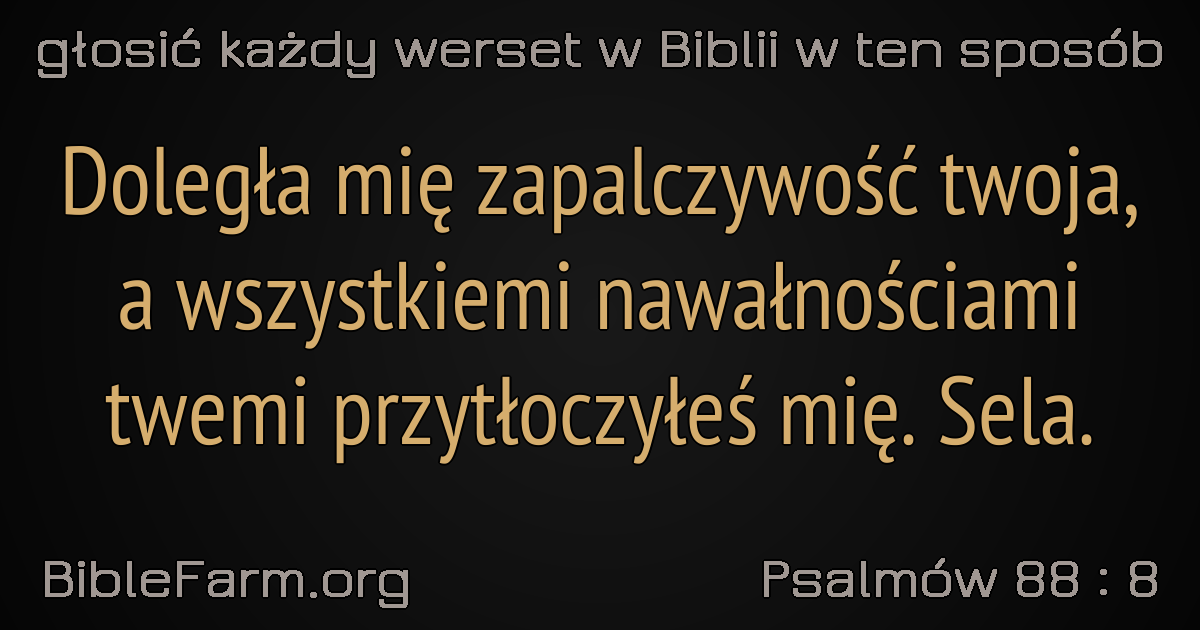 głosić każdy werset w Biblii w ten sposób
Doległa mię zapalczywość twoja,
a wszystkiemi nawałnościami
twemi przytłoczyłeś mię. Sela.
BibleFarm.org
Psalmów 88 : 8